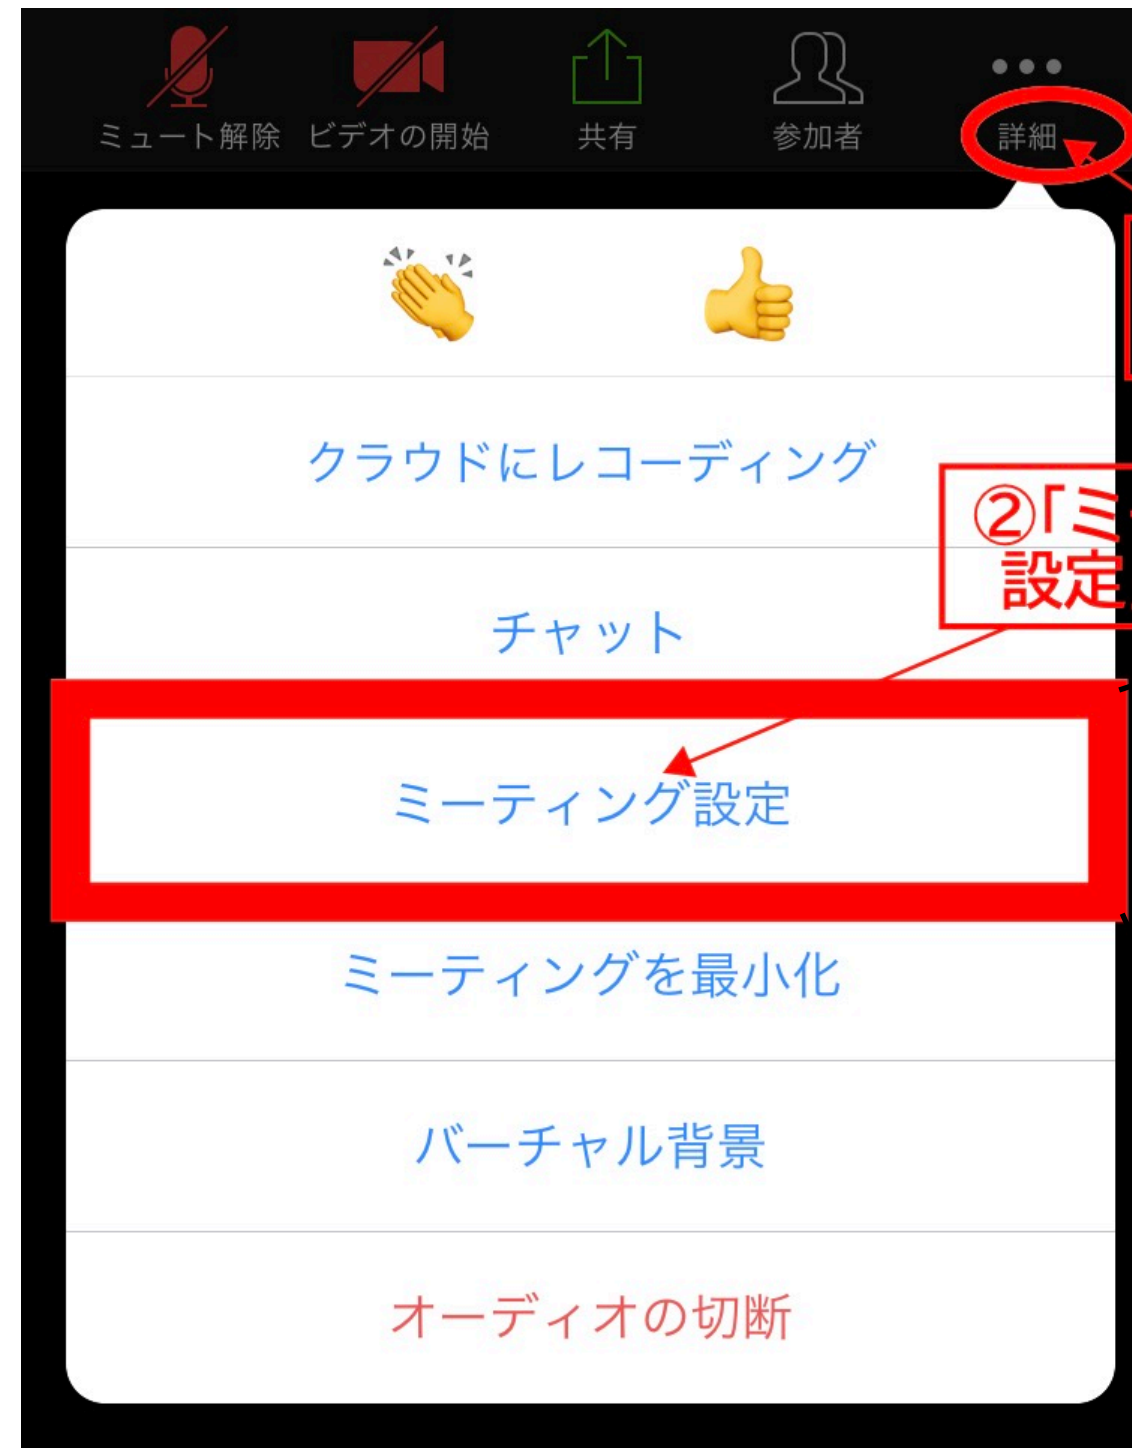 ミュート解除 ビデオの開始 共有 参加者 詳細
クラウドにレコーディング
②「ミ
設定
チャット
ミーティング設定
ミーティングを最小化
バーチャル背景
オーディオの切断